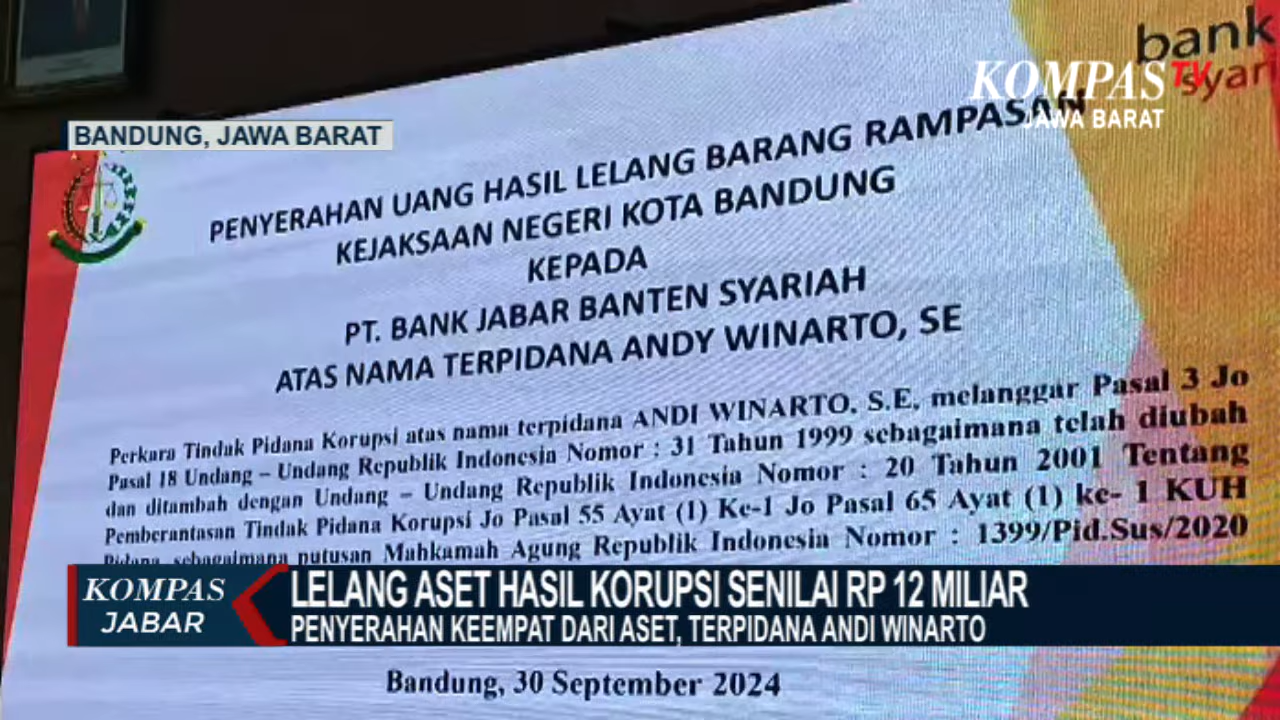 bank
syari
KOMPAS TV
JAWA BARAT
BANDUNG, JAWA BARAT
PENYERAHAN UANG HASIL LELANG BARANG RAMPASAN
KEJAKSAAN NEGERI KOTA BANDUNG
KEPADA
PT. BANK JABAR BANTEN SYARIAH
ATAS NAMA TERPIDANA ANDY WINARTO, SE
Perkara Tindak Pidana Korupsi atas nama terpidana ANDI WINARTO, S.E, melanggar Pasal 3 Jo
Pasal 18 Undang – Undang Republik Indonesia Nomor : 31 Tahun 1999 sebagaimana telah diubah
dan ditambah dengan Undang – Undang Republik Indonesia Nomor : 20 Tahun 2001 Tentang
Pemberantasan Tindak Pidana Korupsi Jo Pasal 55 Ayat (1) Ke-1 Jo Pasal 65 Ayat (1) ke- 1 KUH
Pidana sebagaimana putusan Mahkamah Agung Republik Indonesia Nomor : 1399/Pid.Sus/2020
KOMPAS
JABAR
LELANG ASET HASIL KORUPSI SENILAI RP 12 MILIAR
PENYERAHAN KEEMPAT DARI ASET, TERPIDANA ANDI WINARTO
Bandung, 30 September 2024